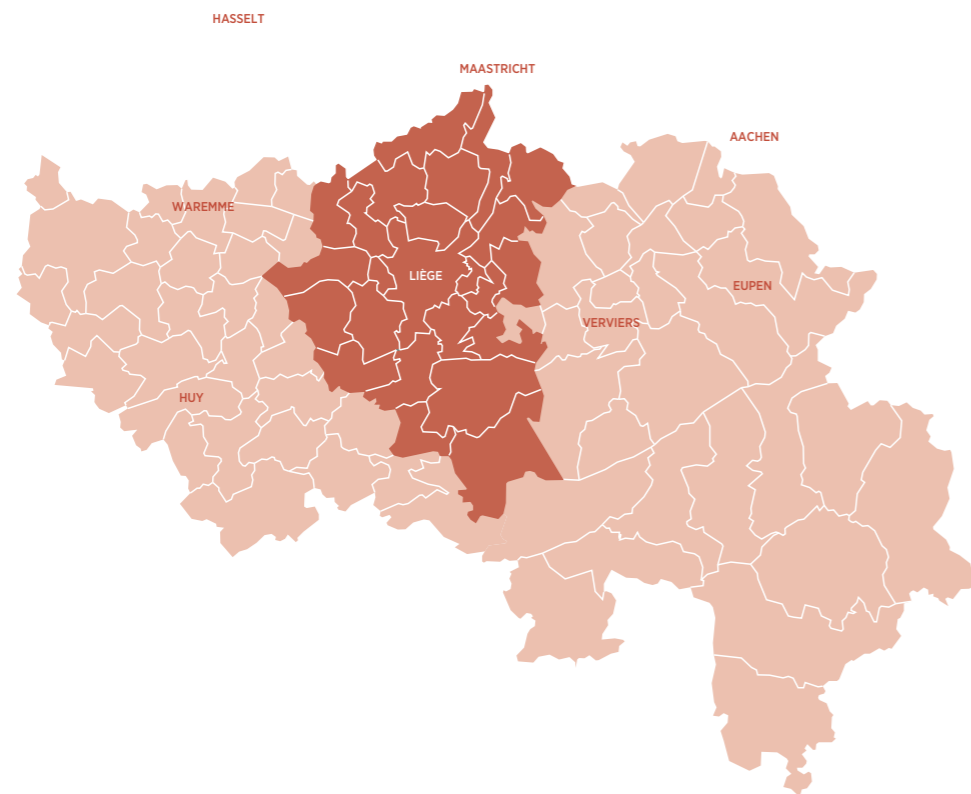 HASSELT
MAASTRICHT
AACHEN
WAREMME
LIÈGE
EUPEN
VERVIERS
HUY